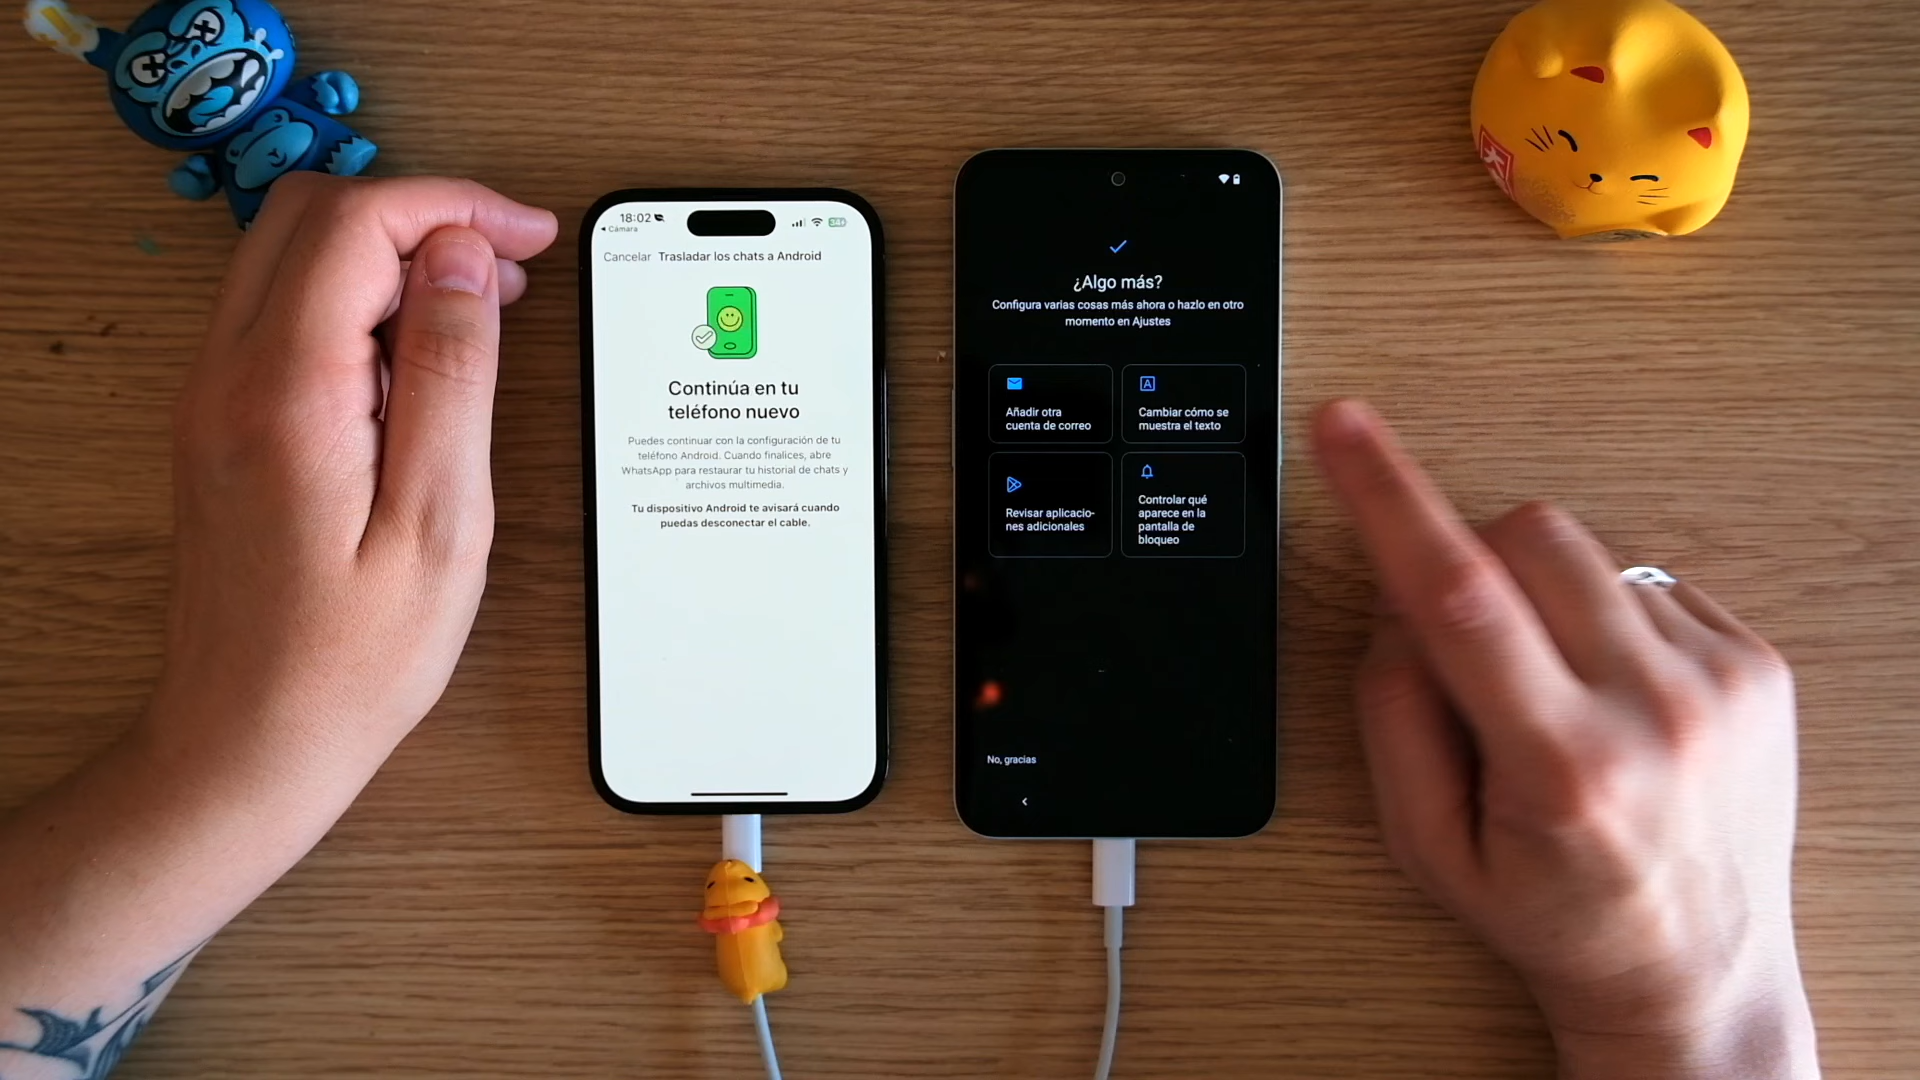 18:02
Cámara
34
Cancelar Trasladar los chats a Android
Continúa en tu
teléfono nuevo
Puedes continuar con la configuración de tu
teléfono Android. Cuando finalices, abre
WhatsApp para restaurar tu historial de chats y
archivos multimedia.
Tu dispositivo Android te avisará cuando
puedas desconectar el cable.
¿Algo más?
Configura varias cosas más ahora o hazlo en otro
momento en Ajustes
Añadir otra
cuenta de correo
A
Cambiar cómo se
muestra el texto
Revisar aplicacio-
nes adicionales
Controlar qué
aparece en la
pantalla de
bloqueo
No, gracias